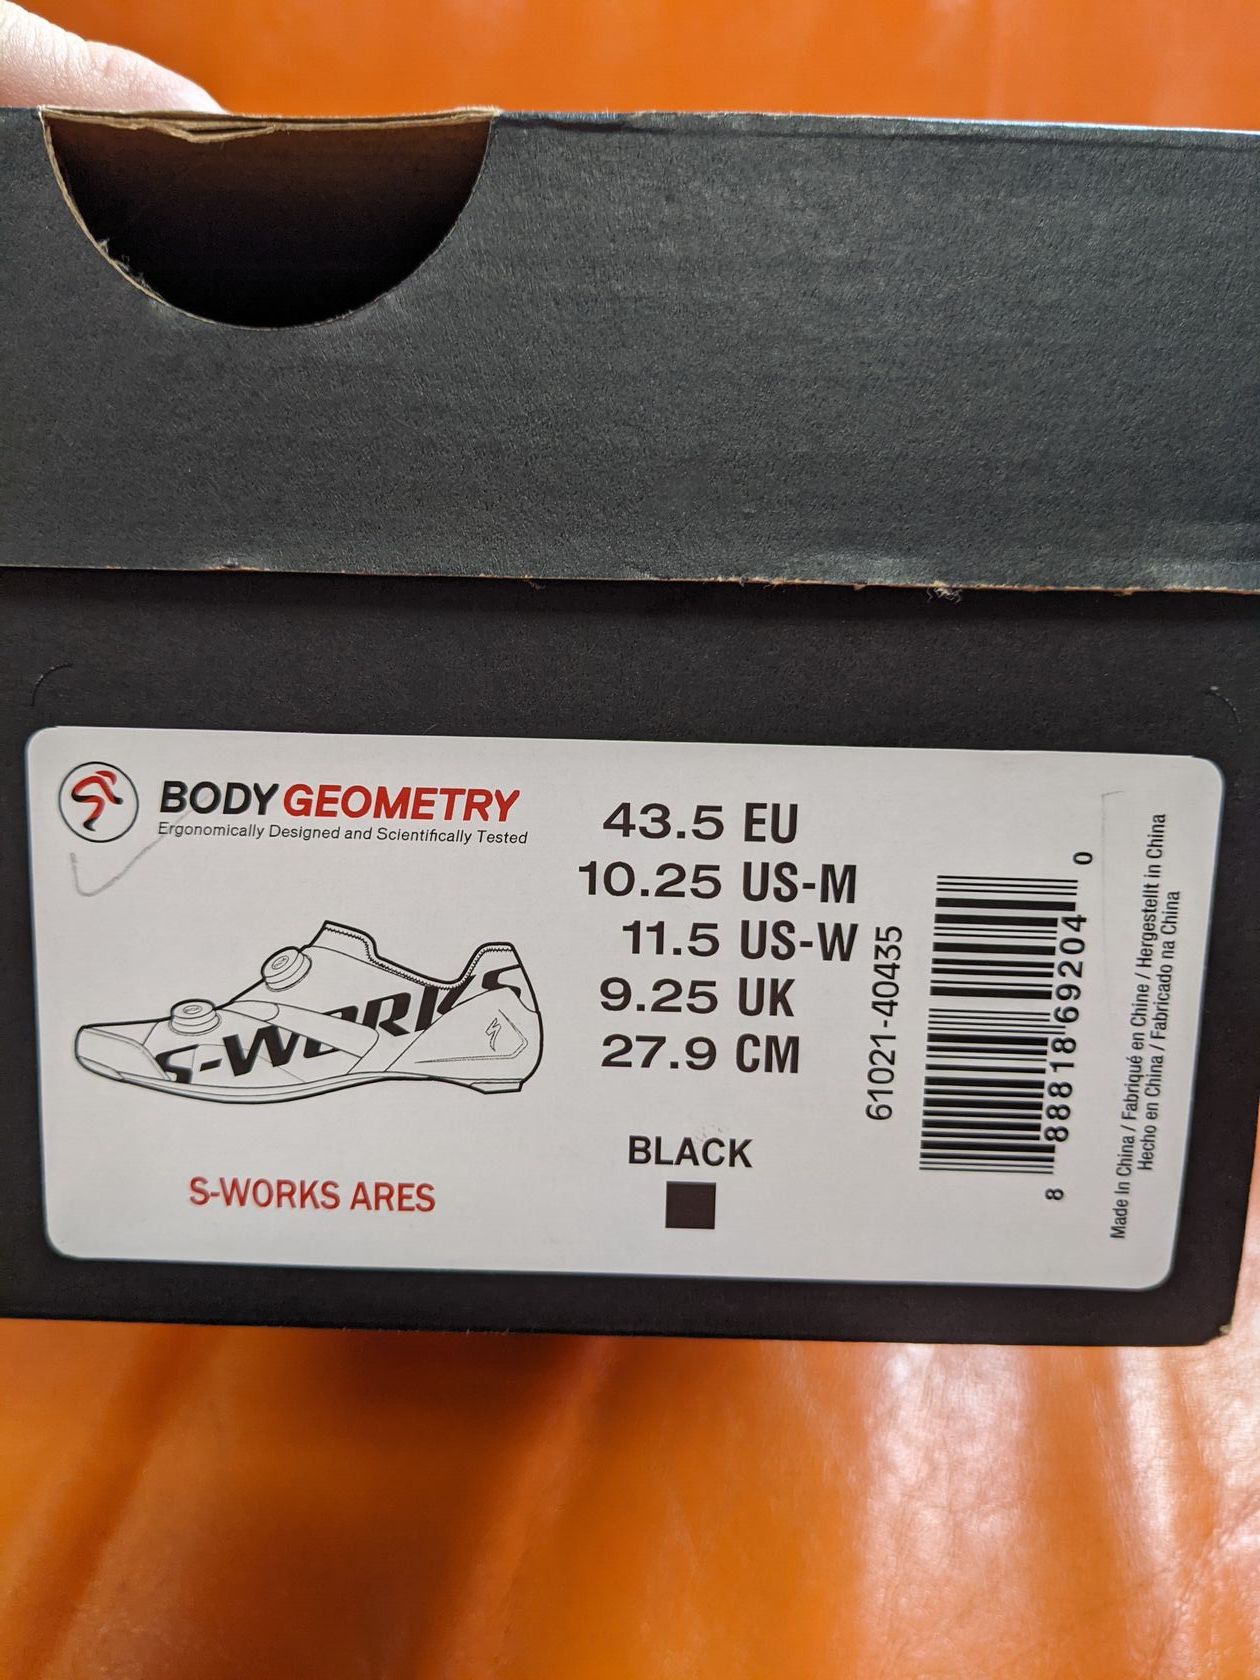 BODY GEOMETRY
Ergonomically Designed and Scientifically Tested
S-WORKS
S-WORKS ARES
43.5 EU
10.25 US-M
11.5 US-W
9.25 UK
27.9 CM
BLACK
61021-40435
8 88818 69204 0
Made In China / Fabriqué en Chine / Hergestellt in China
Hecho en China / Fabricado na China